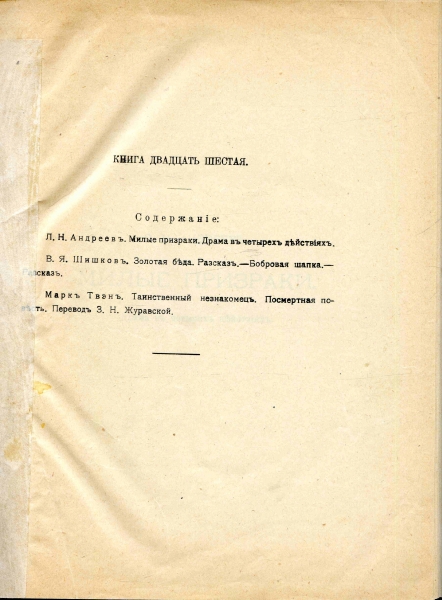 КНИГА ДВАДЦАТЬ ШЕСТАЯ.
Содержаніе:
Л. Н. Андреевъ. Милые призраки. Драма въ четырехъ дѣйствіяхъ.
В. Я. Шишковъ. Золотая бѣда. Разсказъ.—Бобровая шапка.—
Разсказъ.
Маркъ Твэнъ. Таинственный незнакомецъ. Посмертная по-
вѣсть. Переводъ З. Н. Журавской.